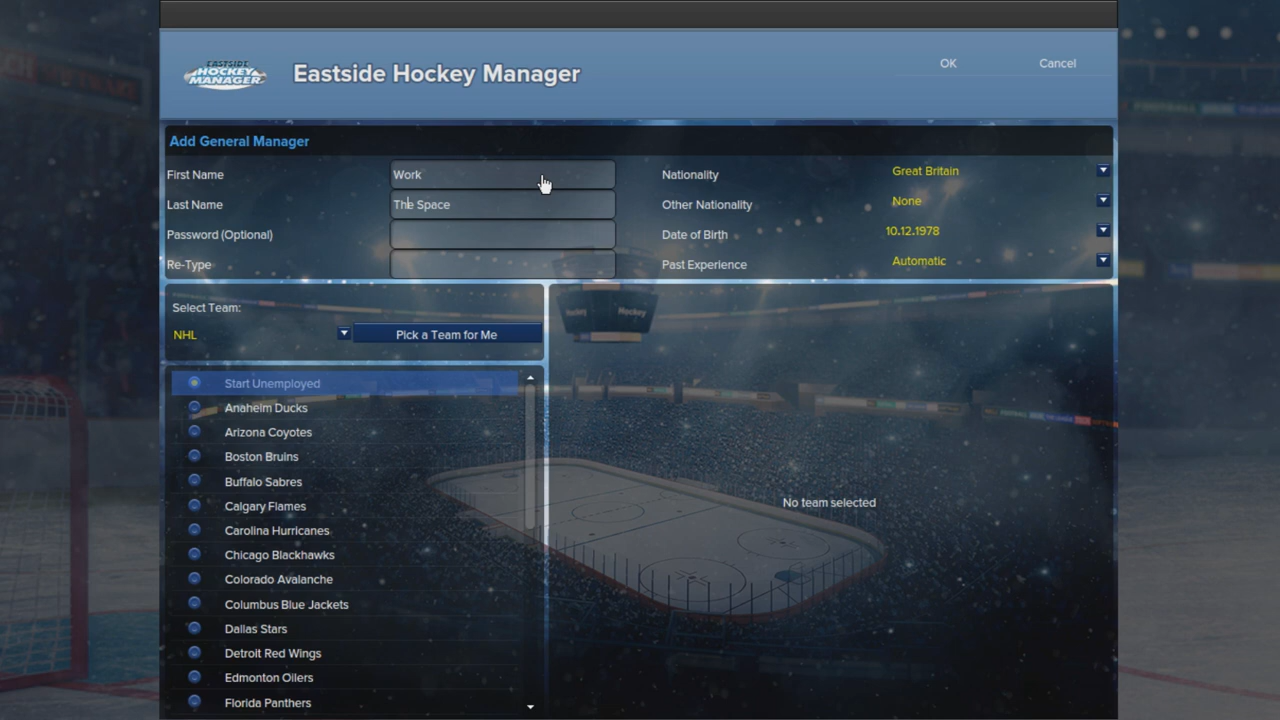 EASTSIDE
HOCKEY
MANAGER
Eastside Hockey Manager
OK
Cancel
Add General Manager
First Name
Work
Nationality
Great Britain
Last Name
The Space
Other Nationality
None
Password (Optional)
Date of Birth
10.12.1978
Re-Type
Past Experience
Automatic
Select Team:
NHL
Pick a Team for Me
Hockey
Hockey
Start Unemployed
Anaheim Ducks
Arizona Coyotes
Boston Bruins
Buffalo Sabres
Calgary Flames
Carolina Hurricanes
Chicago Blackhawks
Colorado Avalanche
Columbus Blue Jackets
Dallas Stars
Detroit Red Wings
Edmonton Oilers
Florida Panthers
No team selected